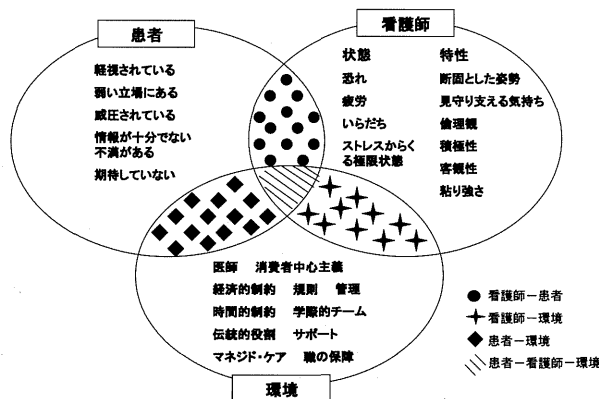 患者
軽視されている
弱い立場にある
威圧されている
情報が十分でない
不満がある
期待していない
看護師
状態
恐れ
疲労
いらだち
ストレスからく
る極限状態
特性
断固とした姿勢
見守り支える気持ち
倫理観
積極性
客観性
粘り強さ
医師 消費者中心主義
経済的制約 規則 管理
時間的制約 学際的チーム
伝統的役割 サポート
マネジド・ケア 職の保障
環境
看護師－患者
看護師－環境
患者－環境
患者－看護師－環境